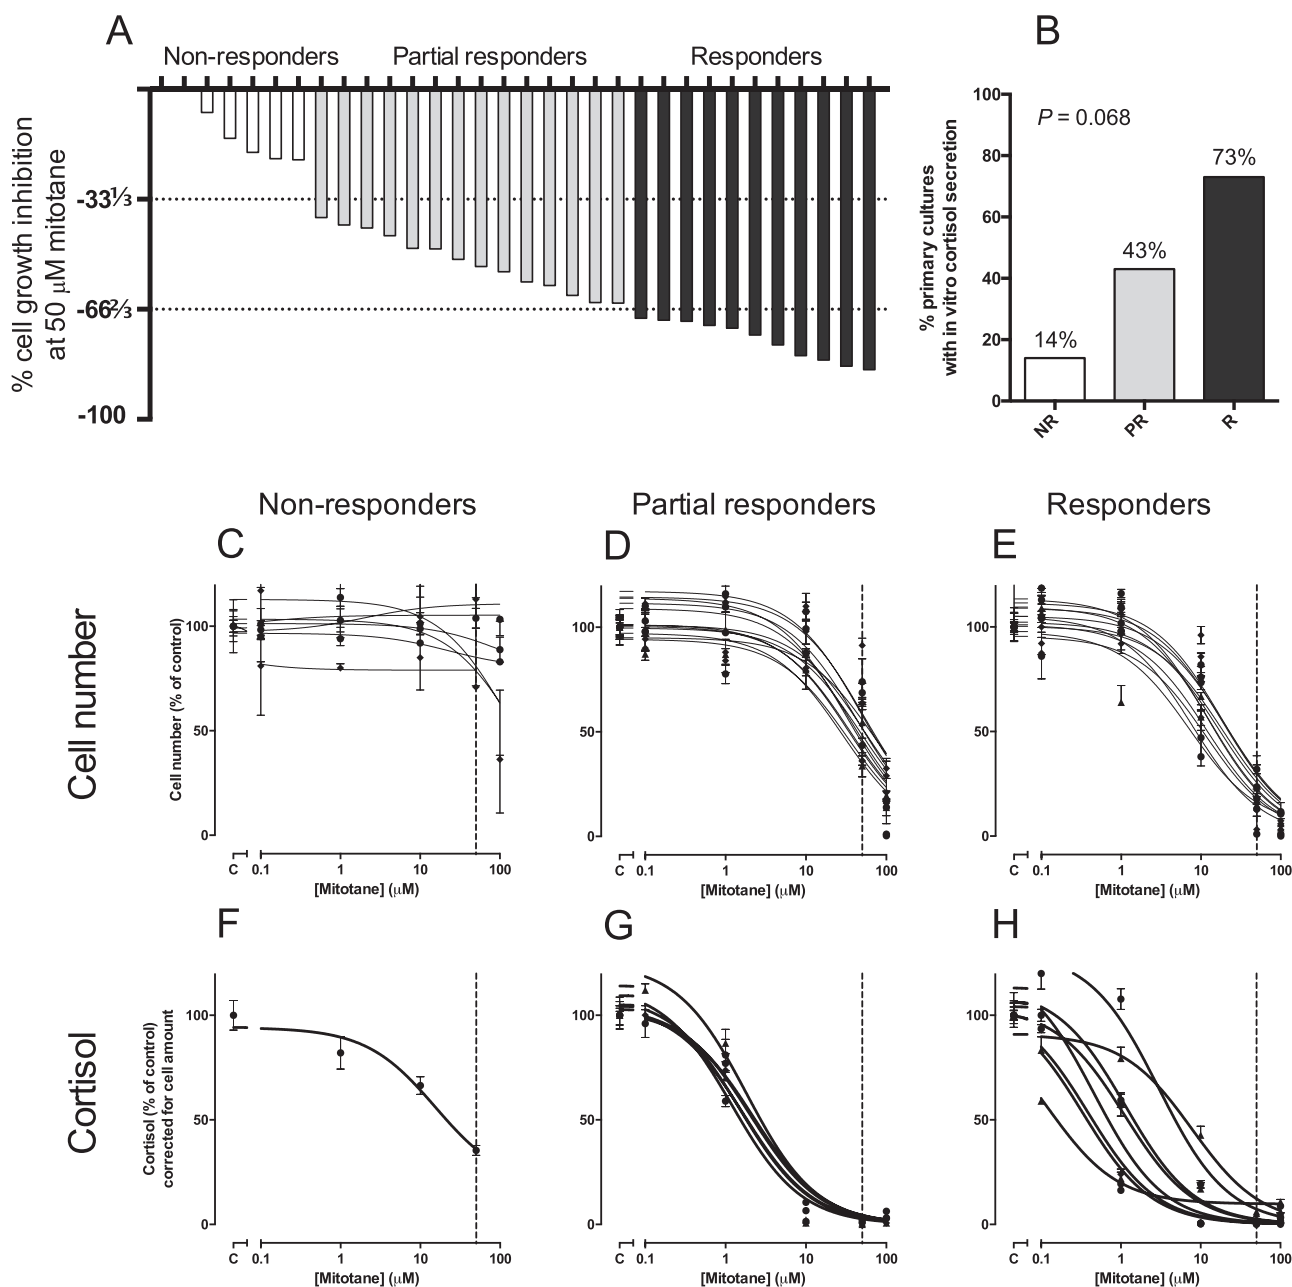 A
Non-responders
Partial responders
Responders
% cell growth inhibition
at 50 μM mitotane
-33⅓
-66⅔
-100
B
P = 0.068
% primary cultures
with in vitro cortisol secretion
100
80
60
40
20
0
14%
43%
73%
NR
PR
R
Non-responders
Partial responders
Responders
C
D
E
Cell number
Cell number (% of control)
100
50
0
C 0.1 1 10 100
[Mitotane] (μM)
100
50
0
C 0.1 1 10 100
[Mitotane] (μM)
100
50
0
C 0.1 1 10 100
[Mitotane] (μM)
F
G
H
Cortisol
Cortisol (% of control)
corrected for cell amount
100
50
0
C 0.1 1 10 100
[Mitotane] (μM)
100
50
0
C 0.1 1 10 100
[Mitotane] (μM)
100
50
0
C 0.1 1 10 100
[Mitotane] (μM)